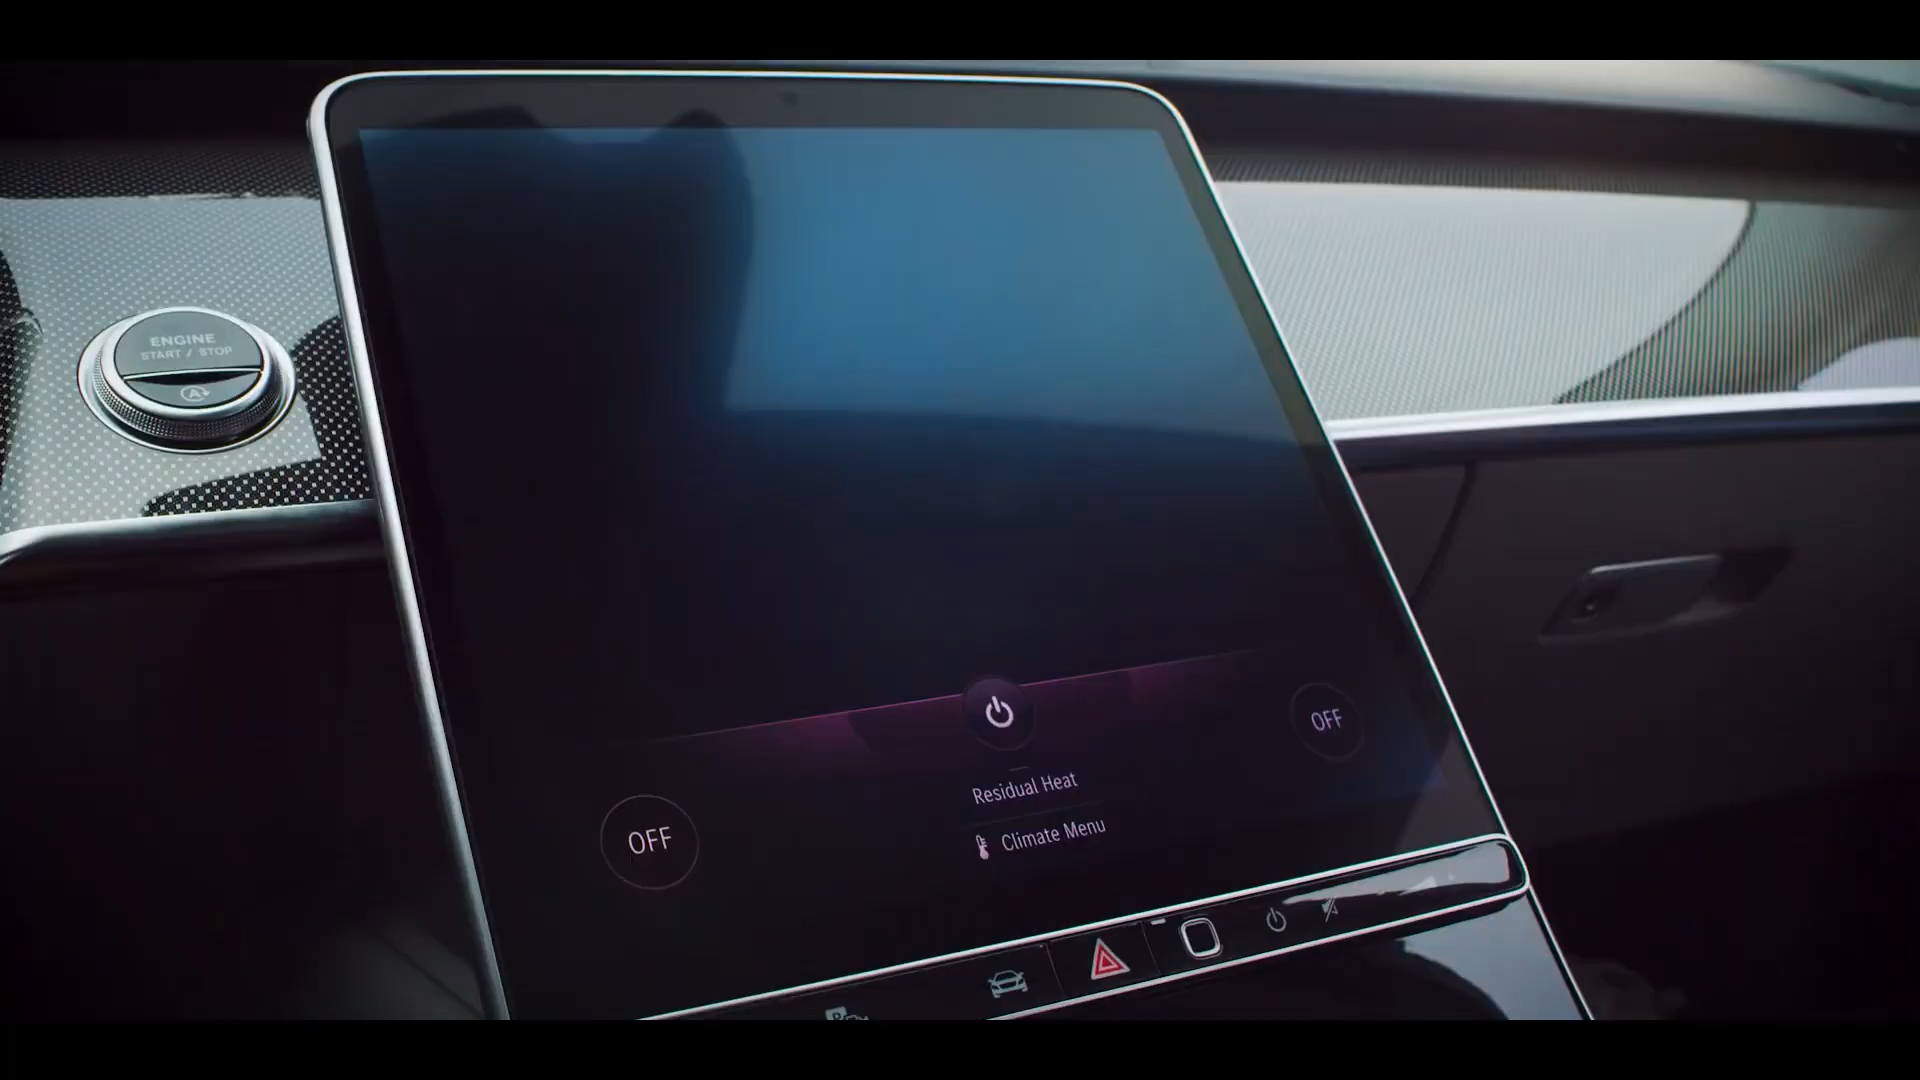 ENGINE
START / STOP
A
OFF
Residual Heat
OFF
Climate Menu